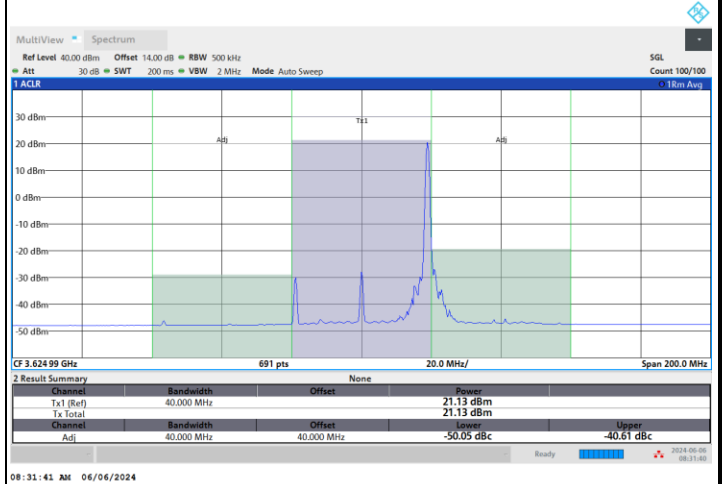 MultiView Spectrum
Ref Level 40.00 dBm Offset 14.00 dB RBW 500 kHz SGL
Att 30 dB SWT 200 ms VBW 2 MHz Mode Auto Sweep Count 100/100
1 ACLR 1Rm Avg
30 dBm
Tx1
20 dBm
Adj Adj
10 dBm
0 dBm
-10 dBm
-20 dBm
-30 dBm
-40 dBm
-50 dBm
CF 3.624 99 GHz 691 pts 20.0 MHz/ Span 200.0 MHz
2 Result Summary None
Channel Bandwidth Offset Power
Tx1 (Ref) 40.000 MHz 21.13 dBm
Tx Total 21.13 dBm
Channel Bandwidth Offset Lower Upper
Adj 40.000 MHz 40.000 MHz -50.05 dBc -40.61 dBc
Ready 2024-06-06
08:31:40
08:31:41 AM 06/06/2024